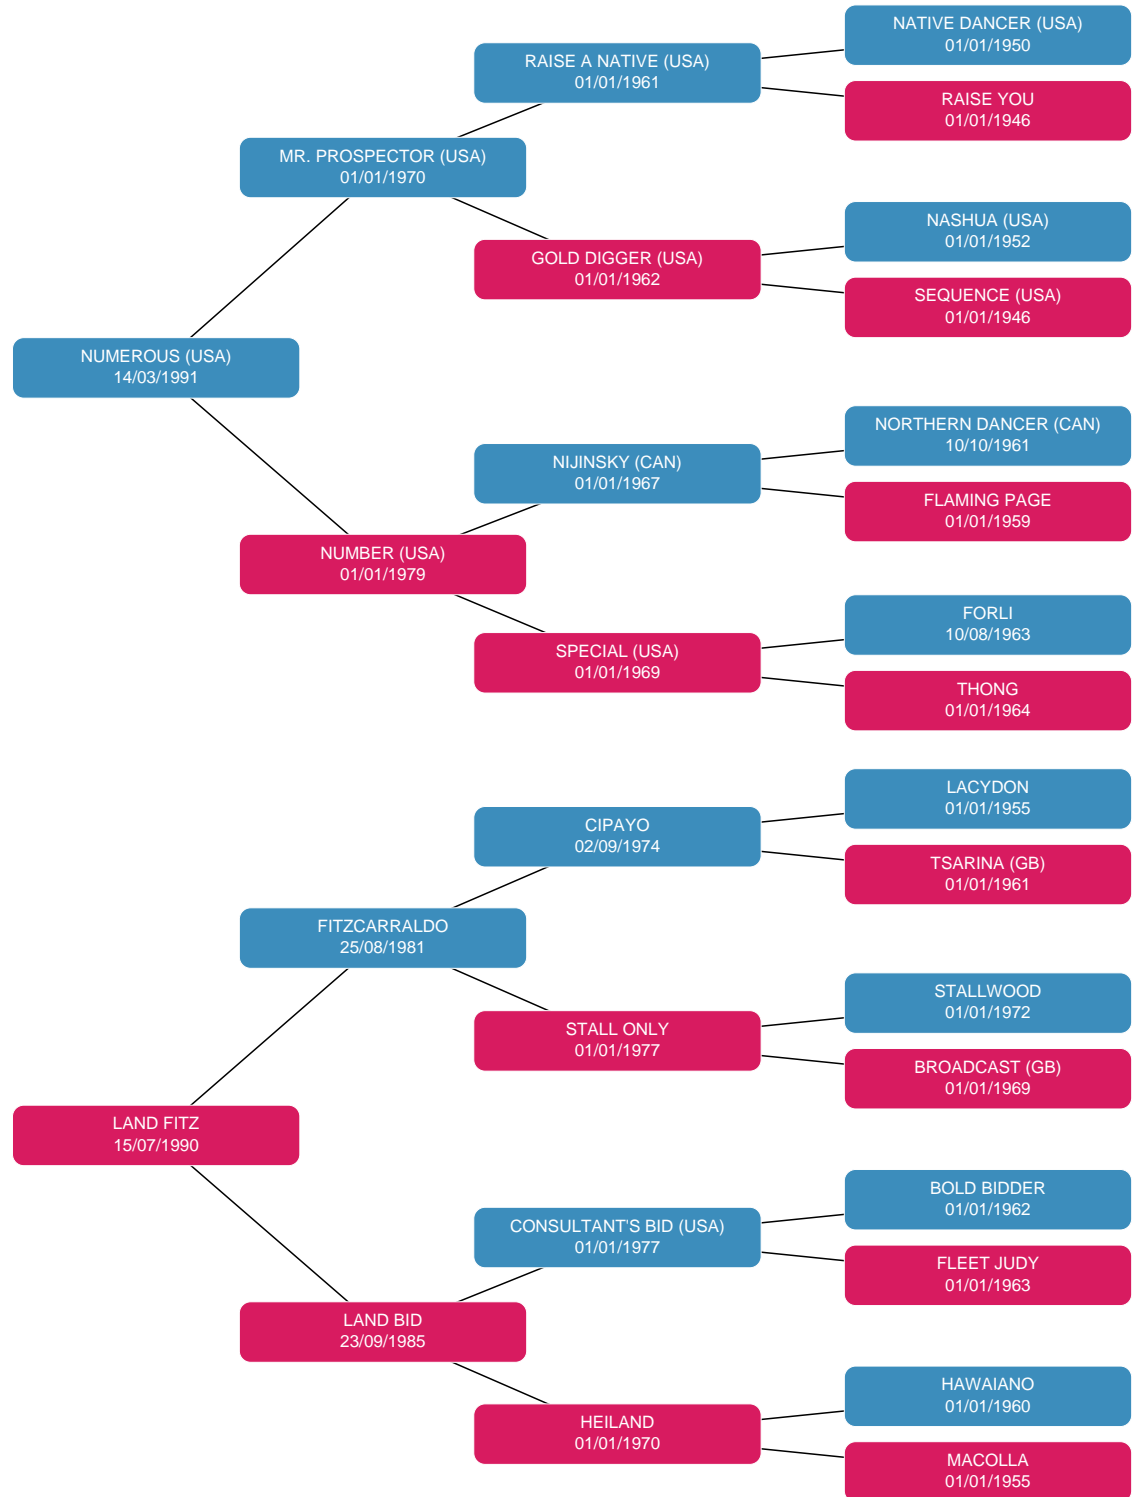 NATIVE DANCER (USA)
01/01/1950
RAISE A NATIVE (USA)
01/01/1961
RAISE YOU
01/01/1946
MR. PROSPECTOR (USA)
01/01/1970
NASHUA (USA)
01/01/1952
GOLD DIGGER (USA)
01/01/1962
SEQUENCE (USA)
01/01/1946
NUMEROUS (USA)
14/03/1991
NORTHERN DANCER (CAN)
10/10/1961
NIJINSKY (CAN)
01/01/1967
FLAMING PAGE
01/01/1959
NUMBER (USA)
01/01/1979
FORLI
10/08/1963
SPECIAL (USA)
01/01/1969
THONG
01/01/1964
LACYDON
01/01/1955
CIPAYO
02/09/1974
TSARINA (GB)
01/01/1961
FITZCARRALDO
25/08/1981
STALLWOOD
01/01/1972
STALL ONLY
01/01/1977
BROADCAST (GB)
01/01/1969
LAND FITZ
15/07/1990
BOLD BIDDER
01/01/1962
CONSULTANT'S BID (USA)
01/01/1977
FLEET JUDY
01/01/1963
LAND BID
23/09/1985
HAWAIANO
01/01/1960
HEILAND
01/01/1970
MACOLLA
01/01/1955